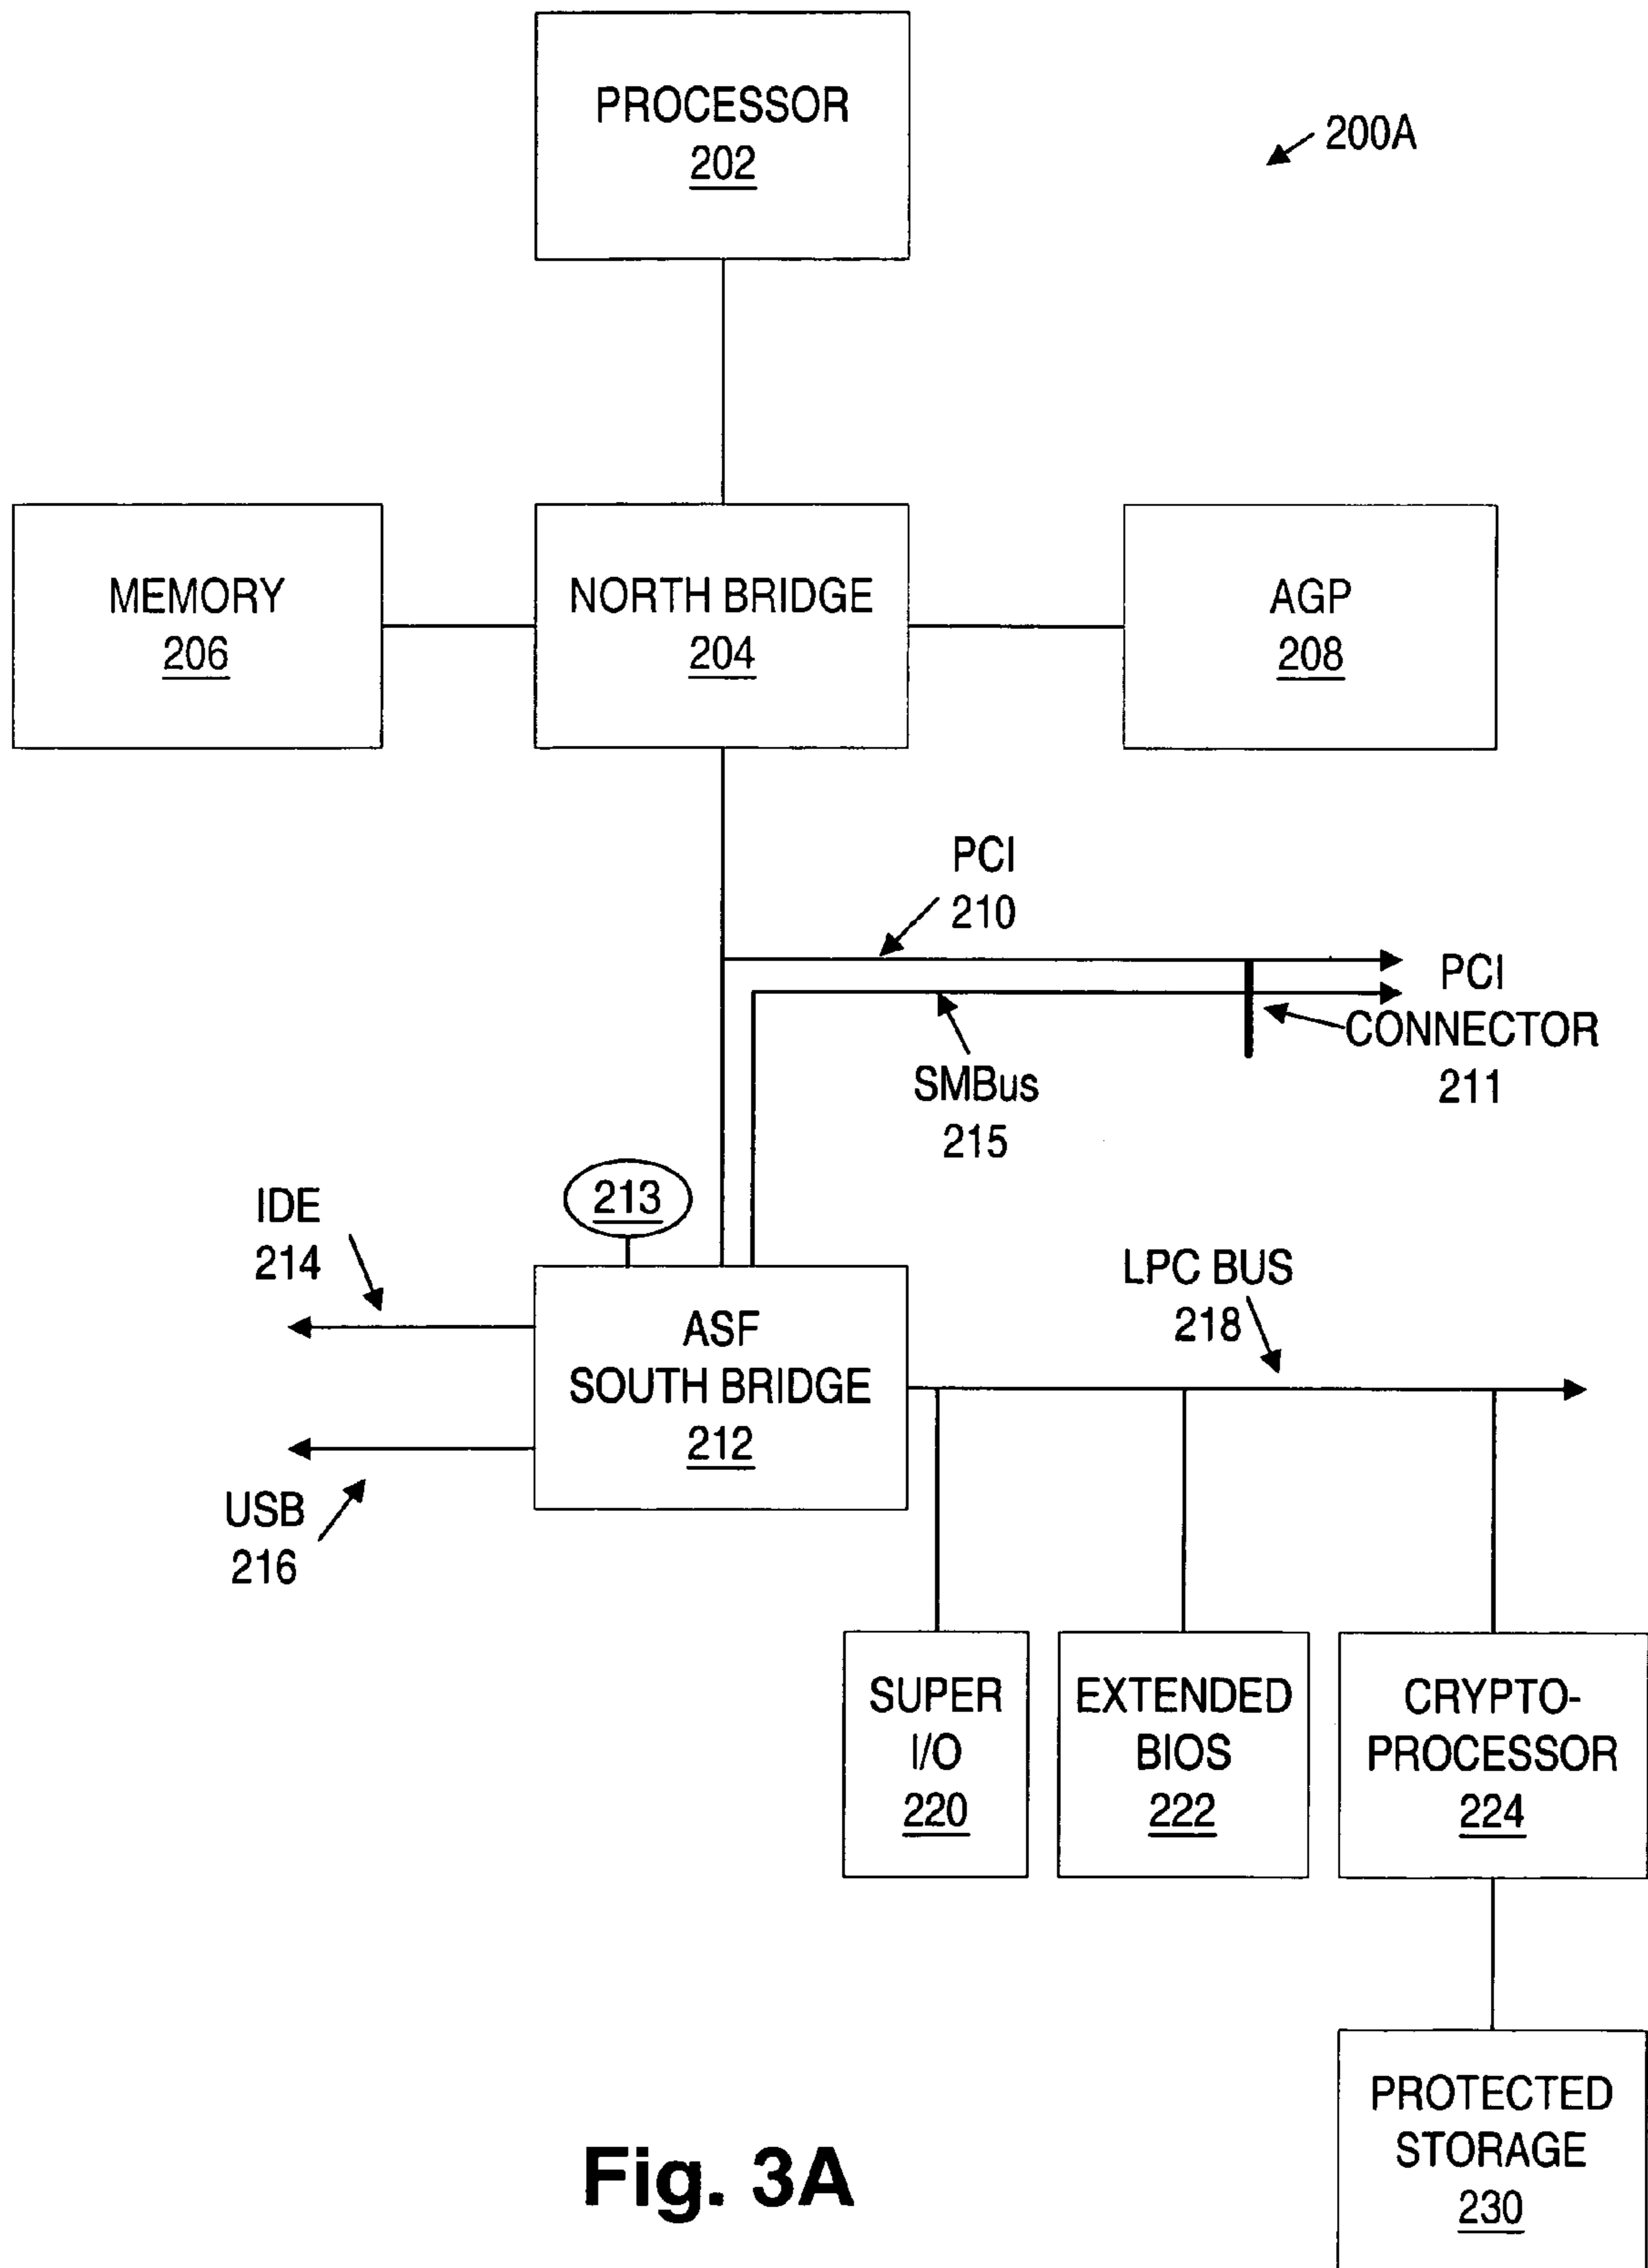 PROCESSOR
202
200A
MEMORY
206
NORTH BRIDGE
204
AGP
208
PCI
210
PCI
CONNECTOR
211
SMBus
215
213
IDE
214
ASF
SOUTH BRIDGE
212
LPC BUS
218
USB
216
SUPER
I/O
220
EXTENDED
BIOS
222
CRYPTO-
PROCESSOR
224
PROTECTED
STORAGE
230
Fig. 3A